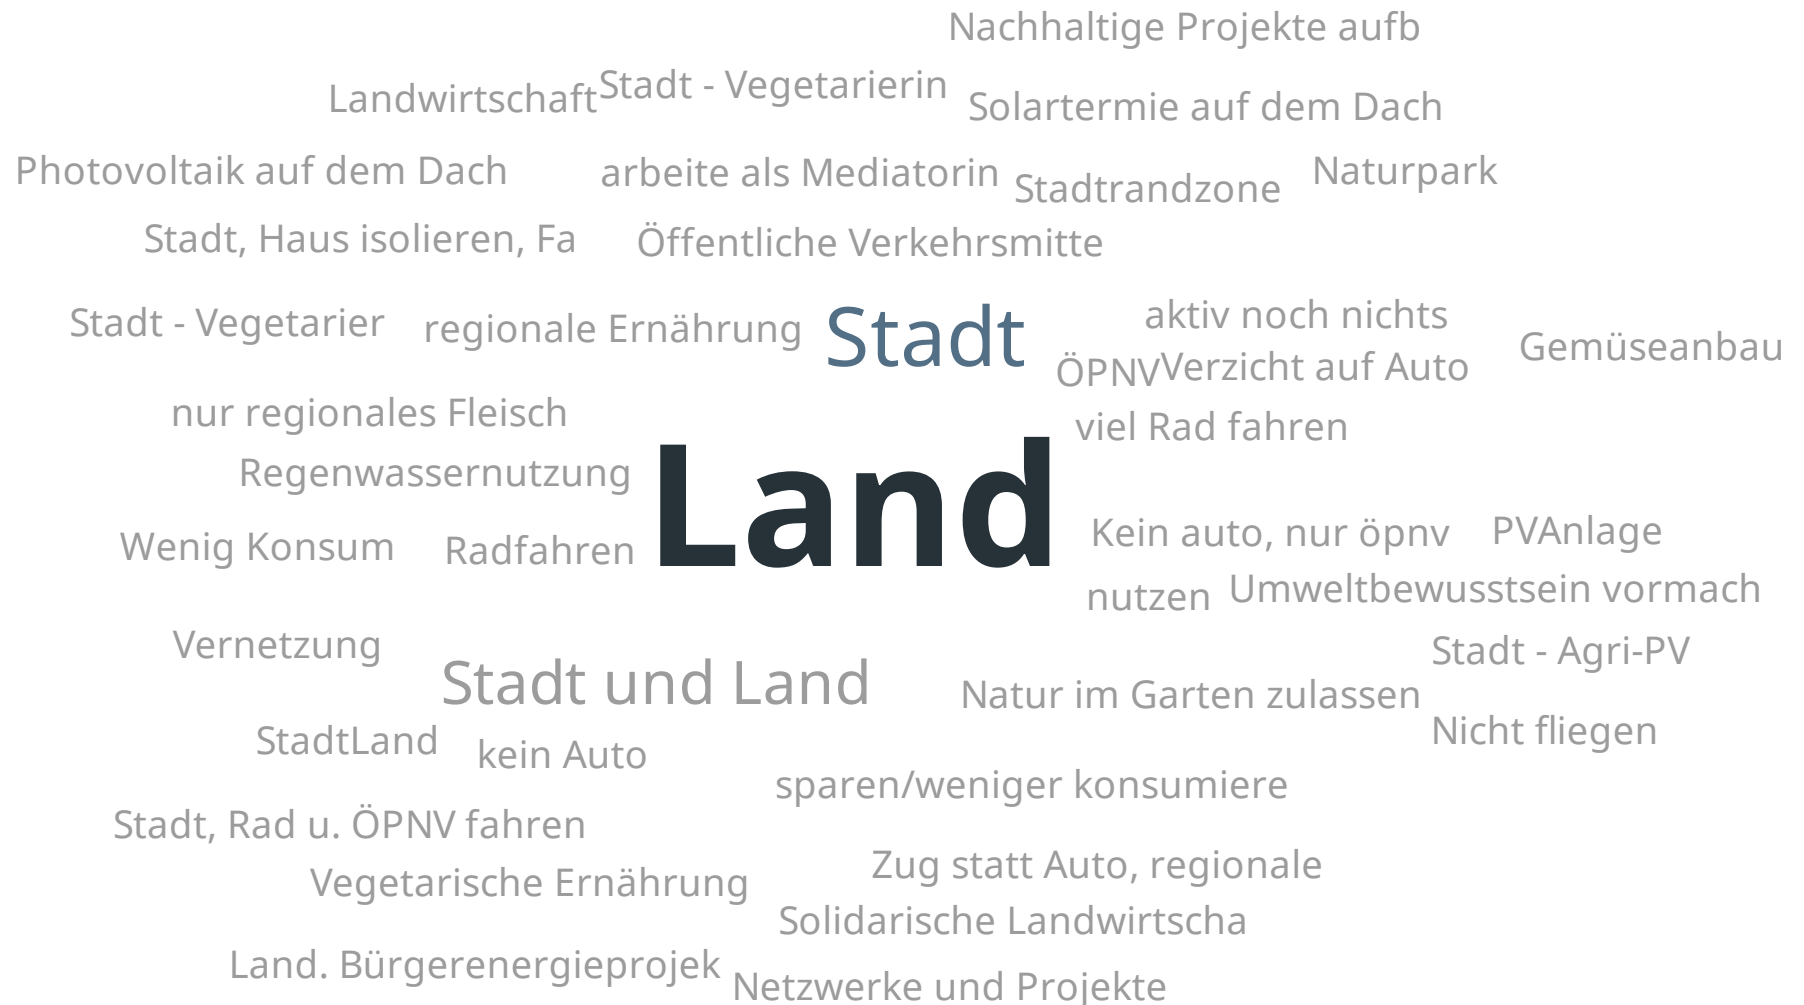 Nachhaltige Projekte aufb
Landwirtschaft
Stadt - Vegetarierin
Solartermie auf dem Dach
Photovoltaik auf dem Dach
arbeite als Mediatorin
Stadtrandzone
Naturpark
Stadt, Haus isolieren, Fa
Öffentliche Verkehrsmitte
Stadt - Vegetarier
regionale Ernährung
Stadt
aktiv noch nichts
Gemüseanbau
ÖPNV
Verzicht auf Auto
nur regionales Fleisch
viel Rad fahren
Regenwassernutzung
Land
Wenig Konsum
Radfahren
Kein auto, nur öpnv
PVAnlage
nutzen
Umweltbewusstsein vormach
Vernetzung
Stadt und Land
Stadt - Agri-PV
Natur im Garten zulassen
StadtLand
kein Auto
Nicht fliegen
sparen/weniger konsumiere
Stadt, Rad u. ÖPNV fahren
Zug statt Auto, regionale
Vegetarische Ernährung
Solidarische Landwirtscha
Land. Bürgerenergieprojek
Netzwerke und Projekte